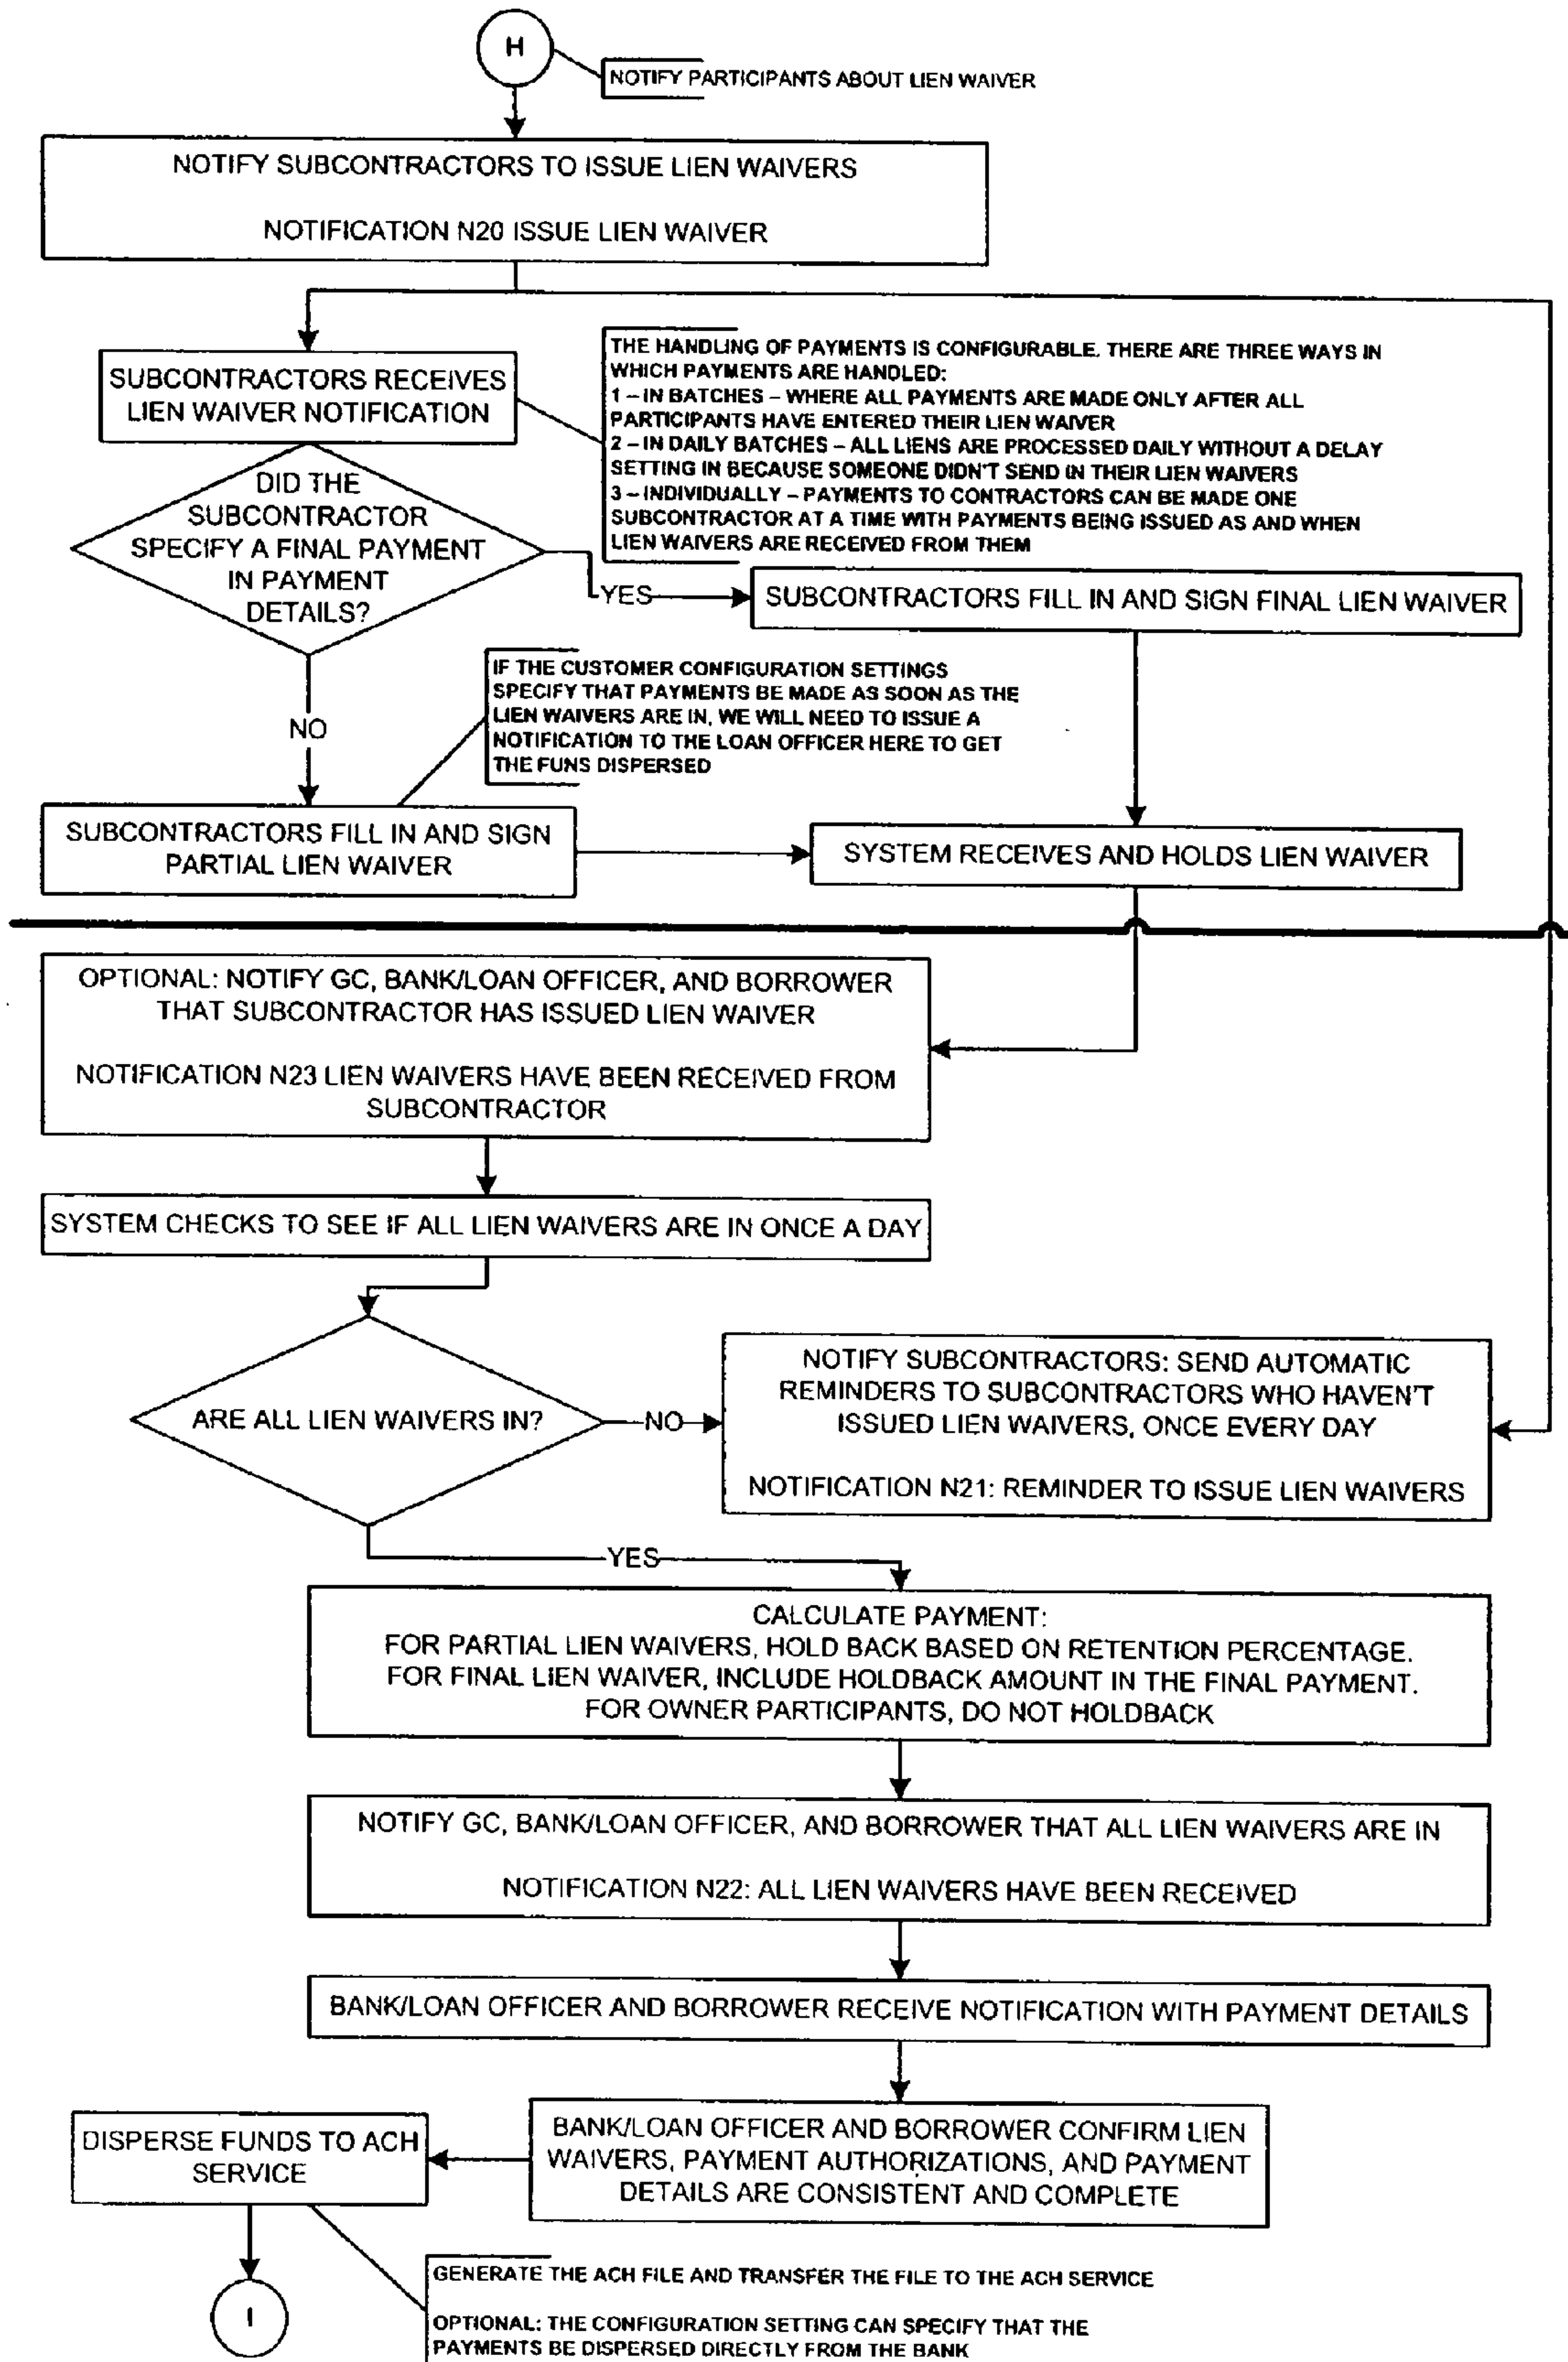 H
NOTIFY PARTICIPANTS ABOUT LIEN WAIVER
NOTIFY SUBCONTRACTORS TO ISSUE LIEN WAIVERS
NOTIFICATION N20 ISSUE LIEN WAIVER
SUBCONTRACTORS RECEIVES
LIEN WAIVER NOTIFICATION
THE HANDLING OF PAYMENTS IS CONFIGURABLE. THERE ARE THREE WAYS IN
WHICH PAYMENTS ARE HANDLED:
1 – IN BATCHES – WHERE ALL PAYMENTS ARE MADE ONLY AFTER ALL
PARTICIPANTS HAVE ENTERED THEIR LIEN WAIVER
2 – IN DAILY BATCHES – ALL LIENS ARE PROCESSED DAILY WITHOUT A DELAY
SETTING IN BECAUSE SOMEONE DIDN'T SEND IN THEIR LIEN WAIVERS
3 – INDIVIDUALLY – PAYMENTS TO CONTRACTORS CAN BE MADE ONE
SUBCONTRACTOR AT A TIME WITH PAYMENTS BEING ISSUED AS AND WHEN
LIEN WAIVERS ARE RECEIVED FROM THEM
DID THE
SUBCONTRACTOR
SPECIFY A FINAL PAYMENT
IN PAYMENT
DETAILS?
YES
SUBCONTRACTORS FILL IN AND SIGN FINAL LIEN WAIVER
NO
IF THE CUSTOMER CONFIGURATION SETTINGS
SPECIFY THAT PAYMENTS BE MADE AS SOON AS THE
LIEN WAIVERS ARE IN, WE WILL NEED TO ISSUE A
NOTIFICATION TO THE LOAN OFFICER HERE TO GET
THE FUNS DISPERSED
SUBCONTRACTORS FILL IN AND SIGN
PARTIAL LIEN WAIVER
SYSTEM RECEIVES AND HOLDS LIEN WAIVER
OPTIONAL: NOTIFY GC, BANK/LOAN OFFICER, AND BORROWER
THAT SUBCONTRACTOR HAS ISSUED LIEN WAIVER
NOTIFICATION N23 LIEN WAIVERS HAVE BEEN RECEIVED FROM
SUBCONTRACTOR
SYSTEM CHECKS TO SEE IF ALL LIEN WAIVERS ARE IN ONCE A DAY
ARE ALL LIEN WAIVERS IN?
NO
NOTIFY SUBCONTRACTORS: SEND AUTOMATIC
REMINDERS TO SUBCONTRACTORS WHO HAVEN'T
ISSUED LIEN WAIVERS, ONCE EVERY DAY
NOTIFICATION N21: REMINDER TO ISSUE LIEN WAIVERS
YES
CALCULATE PAYMENT:
FOR PARTIAL LIEN WAIVERS, HOLD BACK BASED ON RETENTION PERCENTAGE.
FOR FINAL LIEN WAIVER, INCLUDE HOLDBACK AMOUNT IN THE FINAL PAYMENT.
FOR OWNER PARTICIPANTS, DO NOT HOLDBACK
NOTIFY GC, BANK/LOAN OFFICER, AND BORROWER THAT ALL LIEN WAIVERS ARE IN
NOTIFICATION N22: ALL LIEN WAIVERS HAVE BEEN RECEIVED
BANK/LOAN OFFICER AND BORROWER RECEIVE NOTIFICATION WITH PAYMENT DETAILS
BANK/LOAN OFFICER AND BORROWER CONFIRM LIEN
WAIVERS, PAYMENT AUTHORIZATIONS, AND PAYMENT
DETAILS ARE CONSISTENT AND COMPLETE
DISPERSE FUNDS TO ACH
SERVICE
I
GENERATE THE ACH FILE AND TRANSFER THE FILE TO THE ACH SERVICE
OPTIONAL: THE CONFIGURATION SETTING CAN SPECIFY THAT THE
PAYMENTS BE DISPERSED DIRECTLY FROM THE BANK